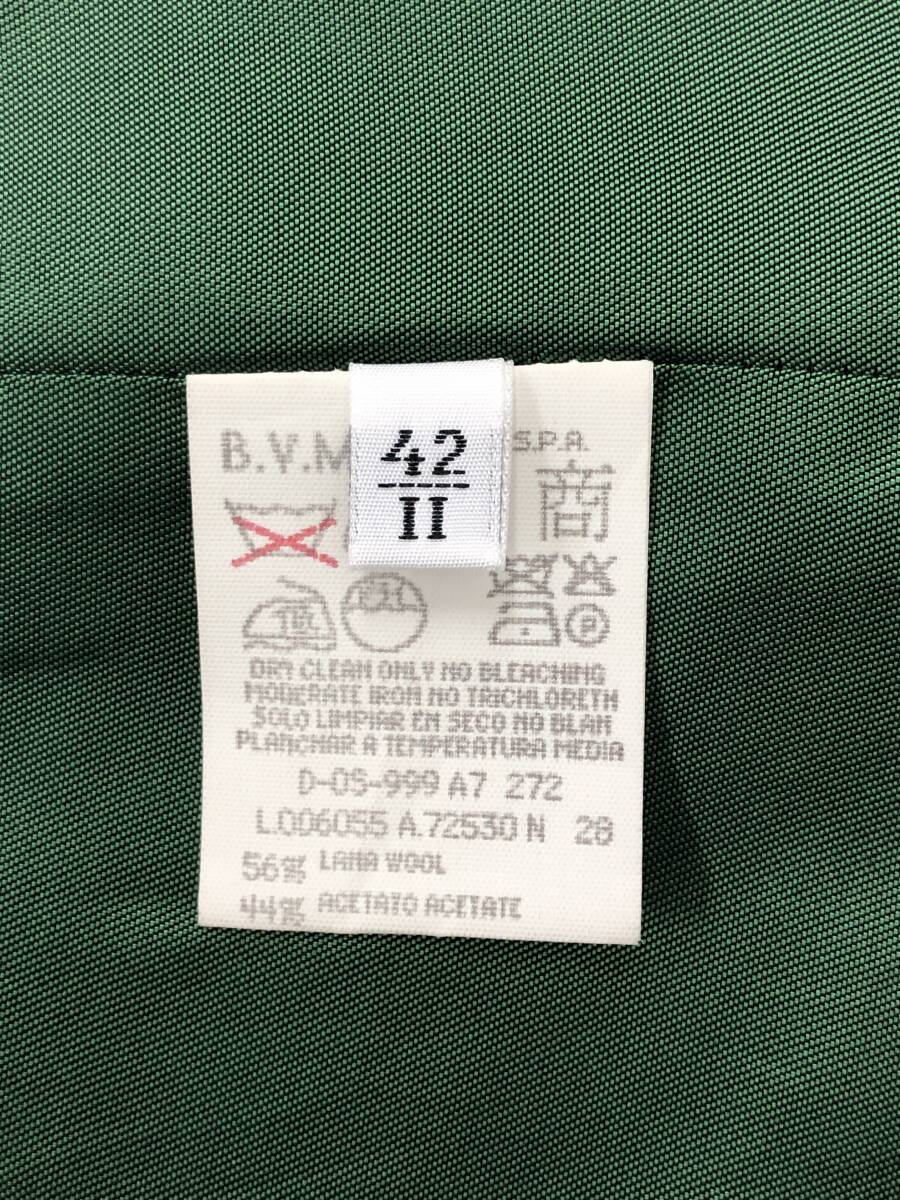 B.V.M
S.P.A.
42
II
商
DRY CLEAN ONLY NO BLEACHING
MODERATE IRON NO TRICHLORETH
SOLO LIMPIAR EN SECO NO BLAN
PLANCHAR A TEMPERATURA MEDIA
D-OS-999 A7 272
L.006055 A.72530 N 28
56% LANA WOOL
44% ACETATO ACETATE